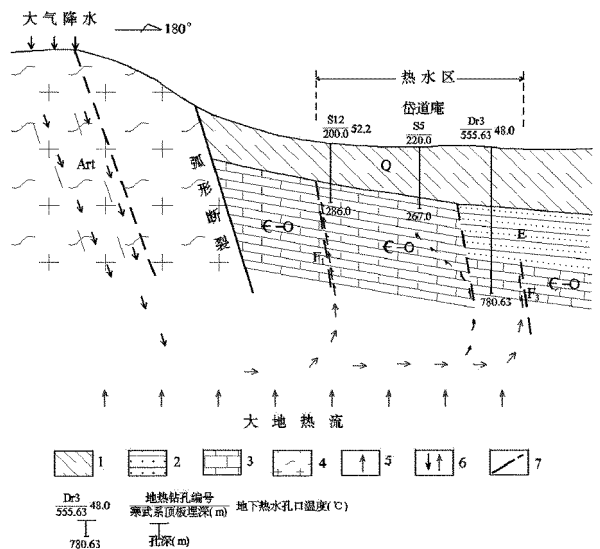 大气降水
180°
热水区
岱道庵
S12
200.0 52.2
S5
220.0
Dr3
555.63 48.0
Art
弧形断裂
Q
286.0
267.0
Є-O
Є-O
E
Є-O
F₁
F₃
780.63
大地热流
1 2 3 4 5 6 7
Dr3
555.63 48.0
780.63
地热钻孔编号
寒武系顶板埋深(m)
地下热水孔口温度(℃)
孔深(m)